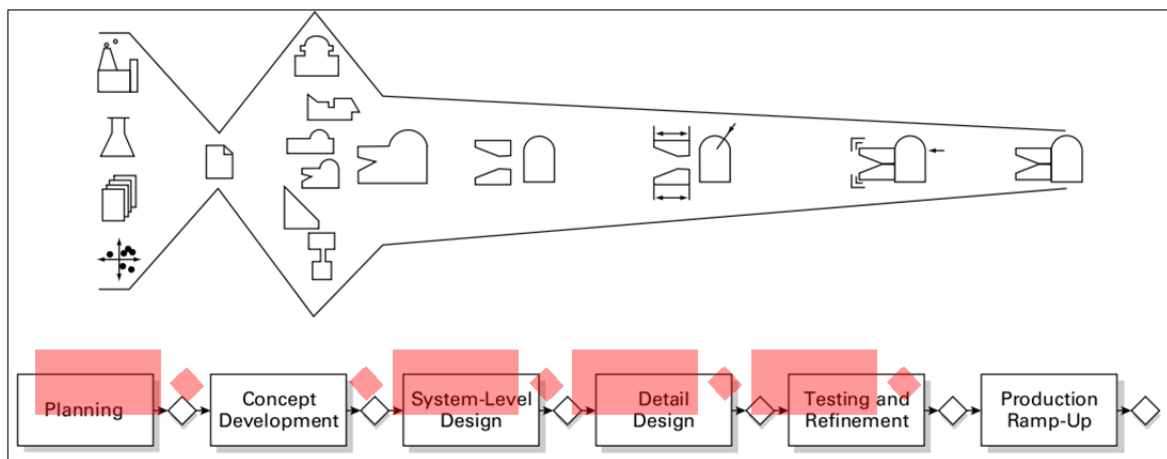 Planning
Concept
Development
System-Level
Design
Detail
Design
Testing and
Refinement
Production
Ramp-Up